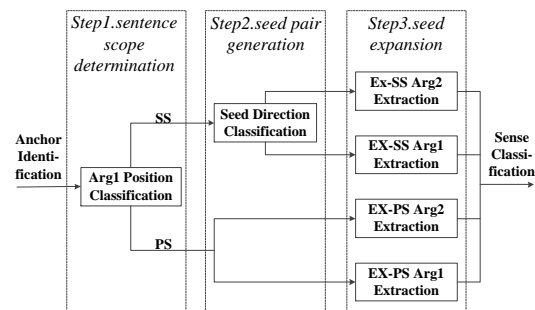 Step1.sentence
scope
determination
Step2.seed pair
generation
Step3.seed
expansion
Anchor
Identi-
fication
Arg1 Position
Classification
SS
PS
Seed Direction
Classification
Ex-SS Arg2
Extraction
EX-SS Arg1
Extraction
EX-PS Arg2
Extraction
EX-PS Arg1
Extraction
Sense
Classi-
fication